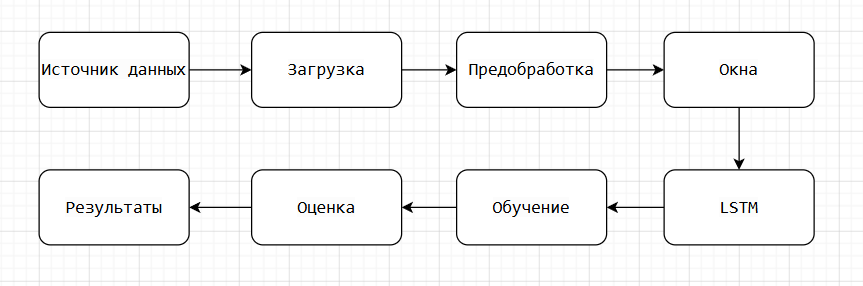 Источник данных
Загрузка
Предобработка
Окна
LSTM
Обучение
Оценка
Результаты